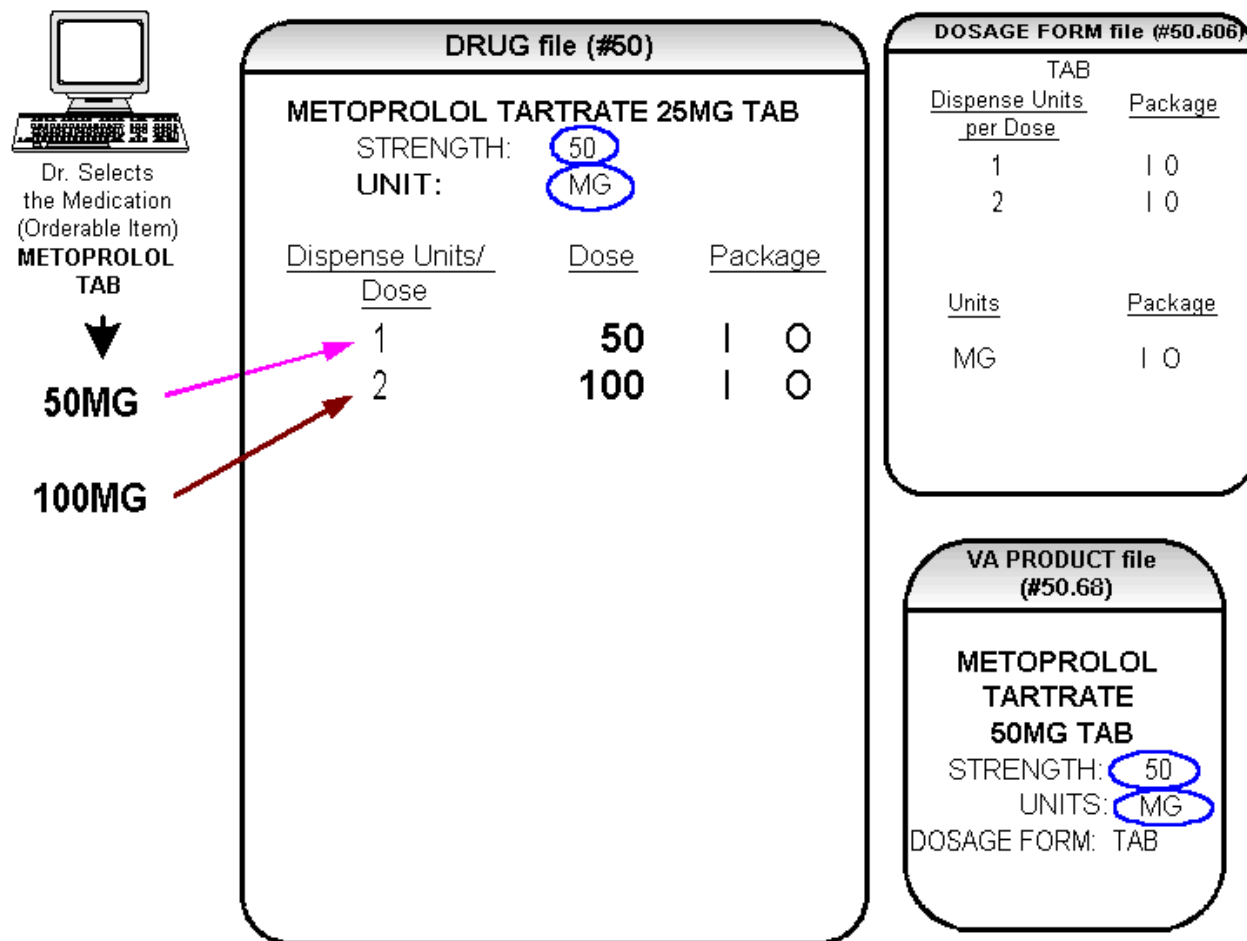 Dr. Selects
the Medication
(Orderable Item)
METOPROLOL
TAB
50MG
100MG
DRUG file (#50)
METOPROLOL TARTRATE 25MG TAB
STRENGTH: 50
UNIT: MG
Dispense Units/ Dose Package
Dose
1 50 I O
2 100 I O
DOSAGE FORM file (#50.606)
TAB
Dispense Units Package
per Dose
1 I O
2 I O
Units Package
MG I O
VA PRODUCT file
(#50.68)
METOPROLOL
TARTRATE
50MG TAB
STRENGTH: 50
UNITS: MG
DOSAGE FORM: TAB